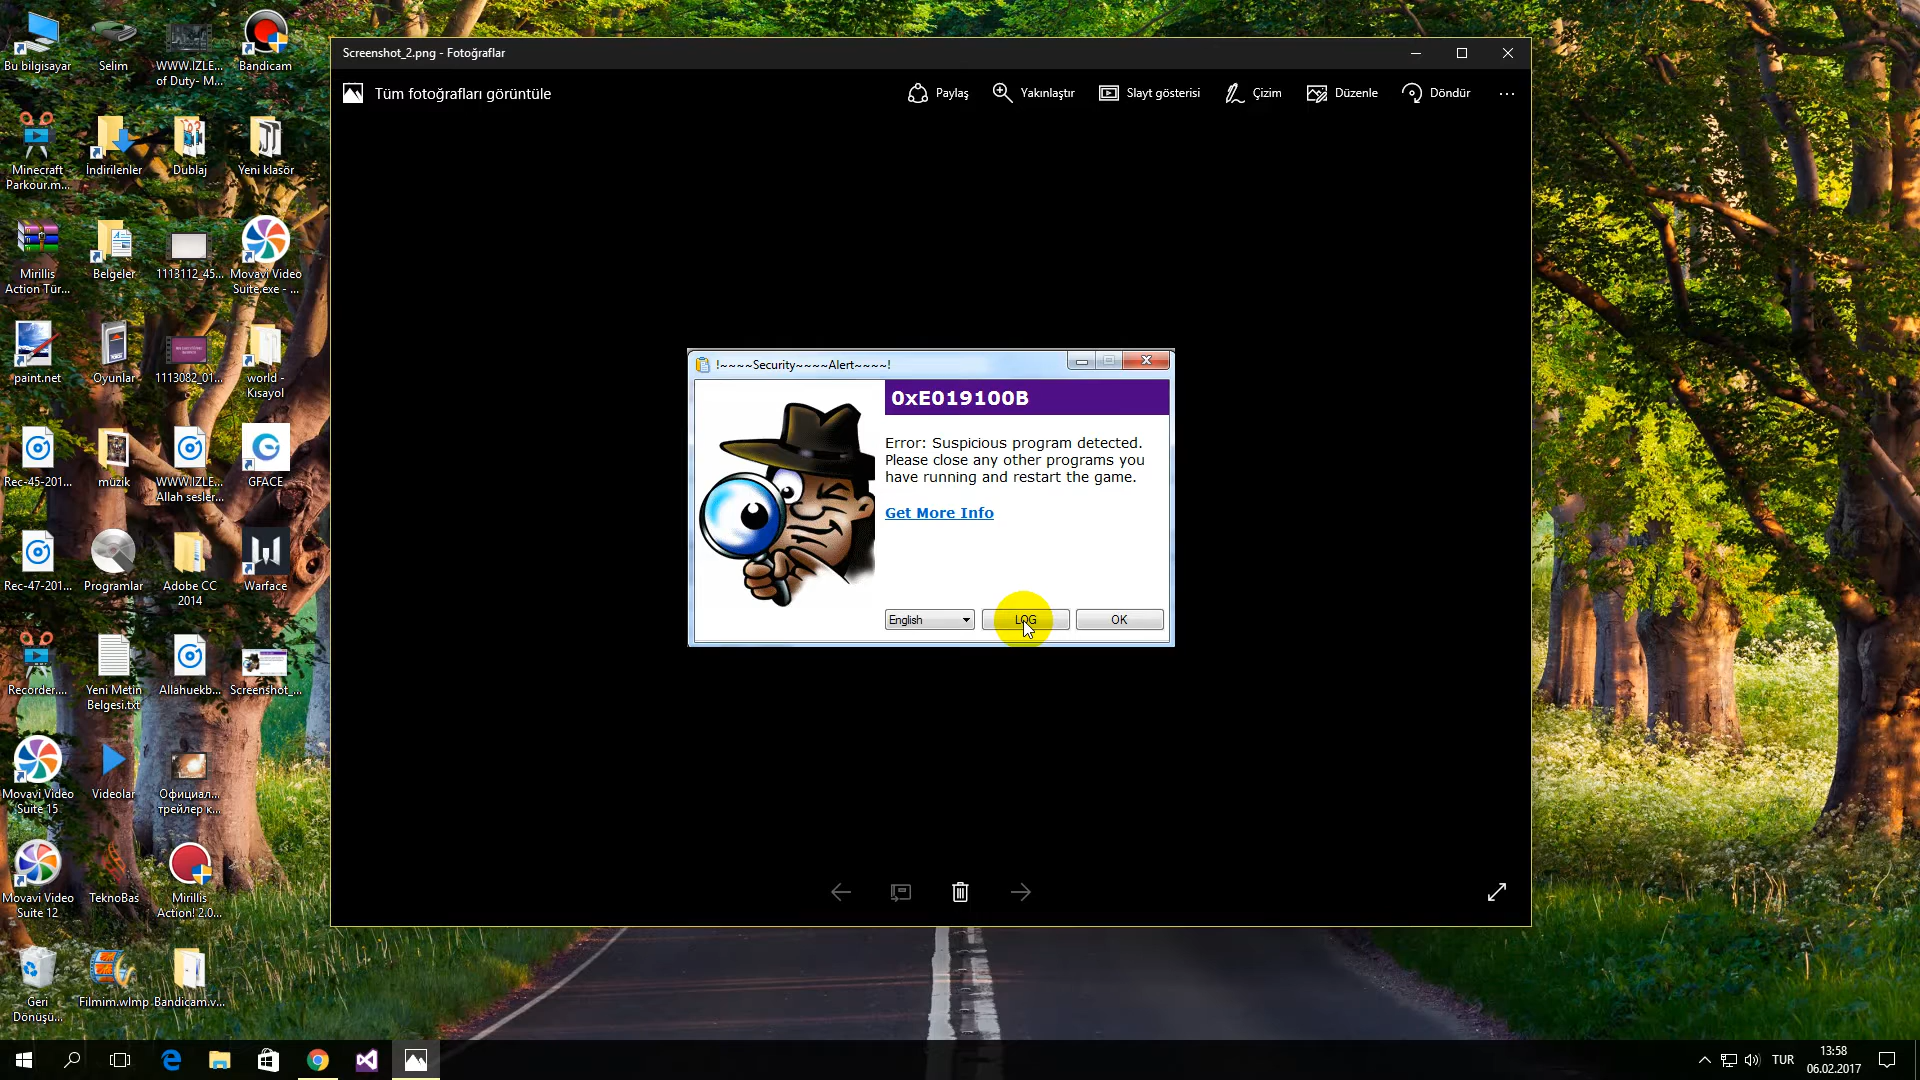 Screenshot_2.png - Fotoğraflar
Tüm fotoğrafları görüntüle
Paylaş
Yakınlaştır
Slayt gösterisi
Çizim
Düzenle
Döndür
!~~~~Security~~~~Alert~~~~!
0xE019100B
Error: Suspicious program detected.
Please close any other programs you
have running and restart the game.
Get More Info
English
LOG
OK
Bu bilgisayar
Selim
WWW.IZLE...
of Duty- M...
Bandicam
Minecraft
Parkour.m...
İndirilenler
Dublaj
Yeni klasör
Mirillis
Action Tür...
Belgeler
1113112_45...
Movavi Video
Suite.exe - ...
paint.net
Oyunlar
1113082_01...
world -
Kısayol
Rec-45-201...
müzik
WWW.IZLE...
Allah sesler...
GFACE
Rec-47-201...
Programlar
Adobe CC
2014
Warface
Recorder....
Yeni Metin
Belgesi.txt
Allahuekb...
Screenshot_...
Movavi Video
Suite 15
Videolar
Официал...
трейлер к...
Movavi Video
Suite 12
TeknoBas
Mirillis
Action! 2.0...
Geri
Dönüşü...
Filmim.wlmp
Bandicam.v...
TUR
13:58
06.02.2017